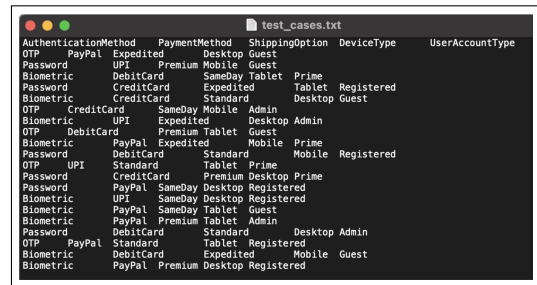 test_cases.txt
AuthenticationMethod PaymentMethod ShippingOption DeviceType UserAccountType
OTP PayPal Expedited Desktop Guest
Password UPI Premium Mobile Guest
Biometric DebitCard SameDay Tablet Prime
Password CreditCard Expedited Tablet Registered
Biometric CreditCard Standard Desktop Guest
OTP CreditCard SameDay Mobile Admin
Biometric UPI Expedited Desktop Admin
OTP DebitCard Premium Tablet Guest
Biometric PayPal Expedited Mobile Prime
Password DebitCard Standard Mobile Registered
OTP UPI Standard Tablet Prime
Password CreditCard Premium Desktop Prime
Password PayPal SameDay Desktop Registered
Biometric UPI SameDay Desktop Registered
Biometric PayPal SameDay Tablet Guest
Biometric PayPal Premium Tablet Admin
Password DebitCard Standard Desktop Admin
OTP PayPal Standard Tablet Registered
Biometric DebitCard Expedited Mobile Guest
Biometric PayPal Premium Desktop Registered